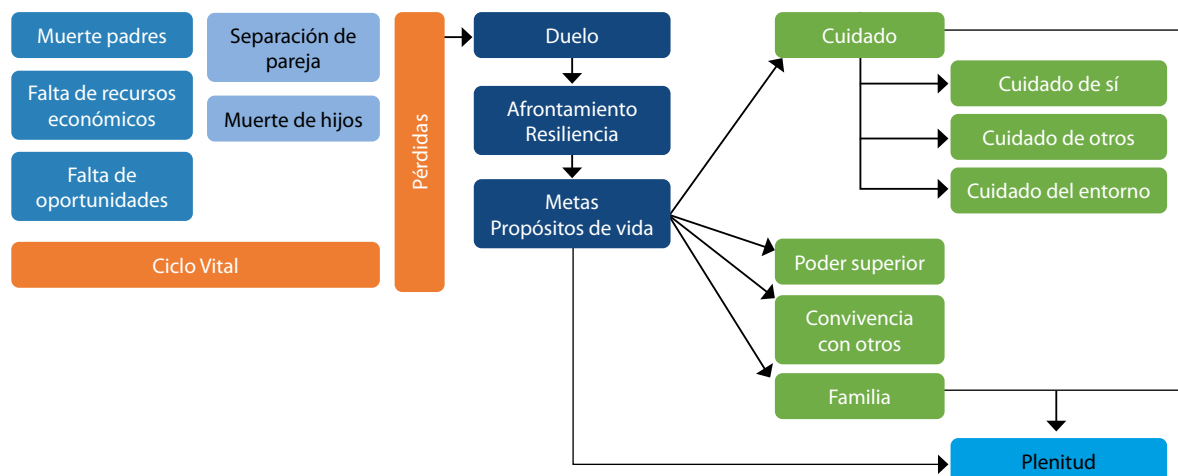 Muerte padres
Falta de recursos
económicos
Falta de
oportunidades
Separación de
pareja
Muerte de hijos
Ciclo Vital
Pérdidas
Duelo
Afrontamiento
Resiliencia
Metas
Propósitos de vida
Cuidado
Cuidado de sí
Cuidado de otros
Cuidado del entorno
Poder superior
Convivencia
con otros
Familia
Plenitud